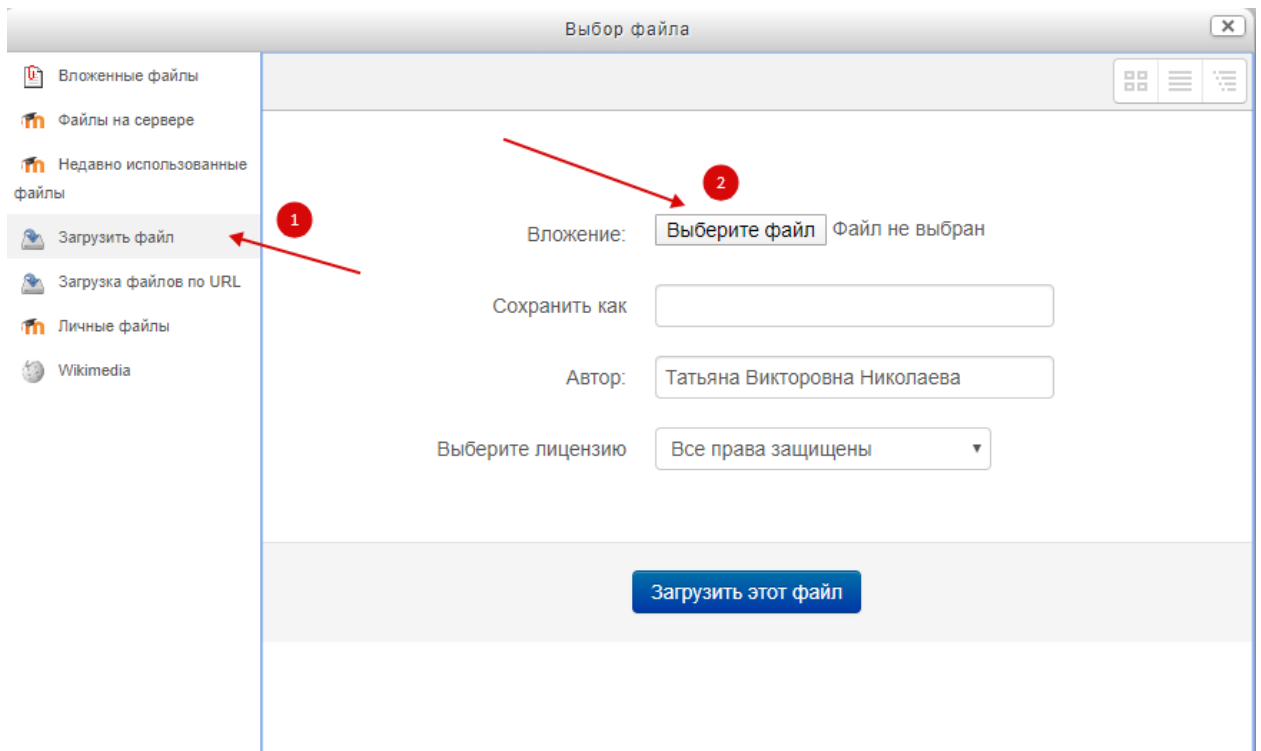 Выбор файла
Вложенные файлы
Файлы на сервере
Недавно использованные
файлы
Загрузить файл
1
Загрузка файлов по URL
Личные файлы
Wikimedia
2
Вложение: Выберите файл Файл не выбран
Сохранить как
Автор: Татьяна Викторовна Николаева
Выберите лицензию Все права защищены
Загрузить этот файл